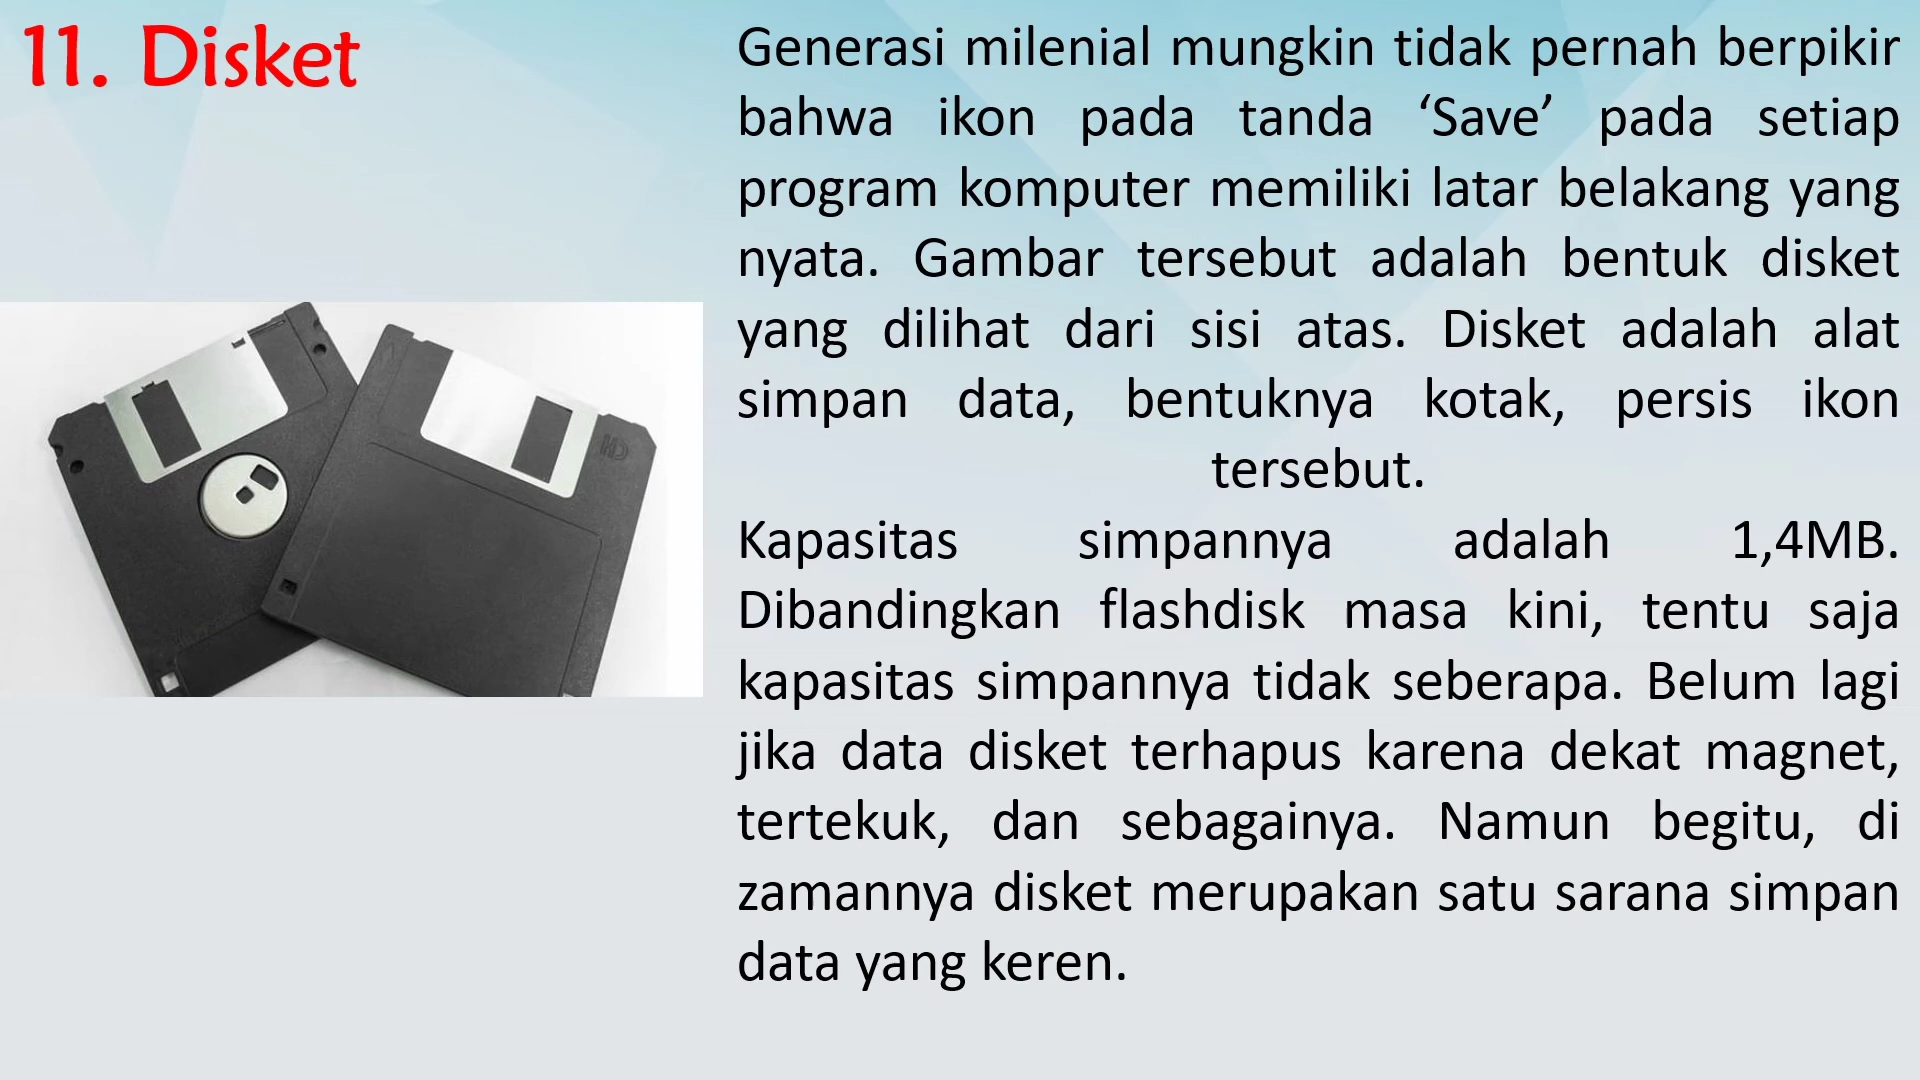 11. Disket
Generasi milenial mungkin tidak pernah berpikir
bahwa ikon pada tanda ‘Save’ pada setiap
program komputer memiliki latar belakang yang
nyata. Gambar tersebut adalah bentuk disket
yang dilihat dari sisi atas. Disket adalah alat
simpan data, bentuknya kotak, persis ikon
tersebut.
Kapasitas simpannya adalah 1,4MB.
Dibandingkan flashdisk masa kini, tentu saja
kapasitas simpannya tidak seberapa. Belum lagi
jika data disket terhapus karena dekat magnet,
tertekuk, dan sebagainya. Namun begitu, di
zamannya disket merupakan satu sarana simpan
data yang keren.